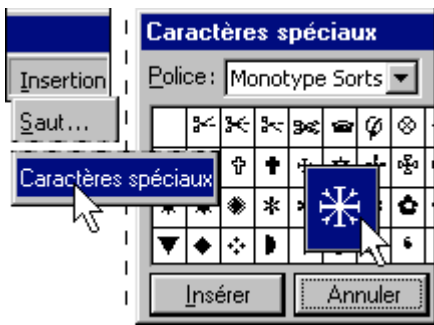 Insertion
Saut...
Caractères spéciaux
Caractères spéciaux
Police: Monotype Sorts
Insérer
Annuler